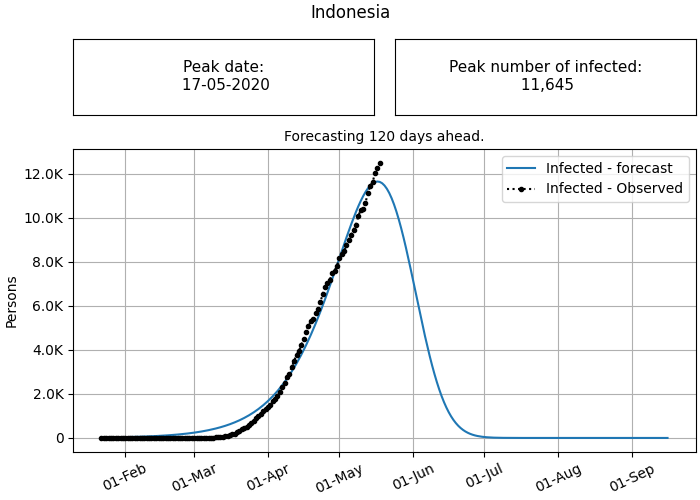 Indonesia
Peak date:
17-05-2020
Peak number of infected:
11,645
Forecasting 120 days ahead.
Infected - forecast
Infected - Observed
Persons
12.0K
10.0K
8.0K
6.0K
4.0K
2.0K
0
01-Feb
01-Mar
01-Apr
01-May
01-Jun
01-Jul
01-Aug
01-Sep